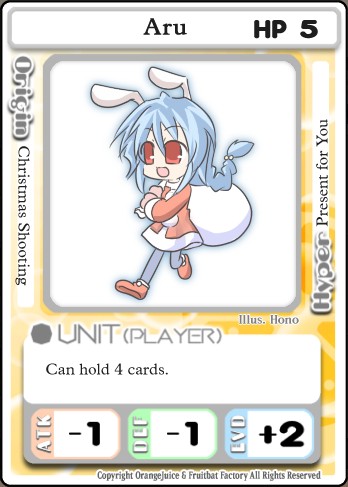 Aru HP 5
Origin Christmas Shooting
Hyper Present for You
Illus. Hono
UNIT (PLAYER)
Can hold 4 cards.
ATK -1 DEF -1 EVD +2
Copyright OrangeJuice & Fruitbat Factory All Rights Reserved